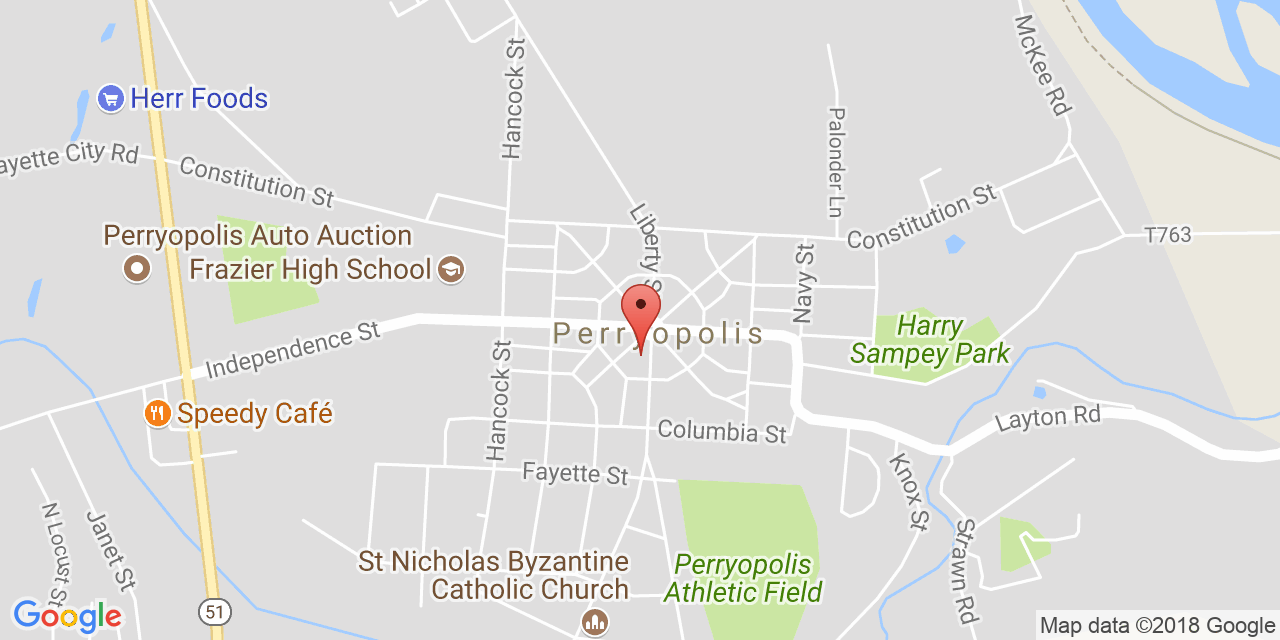 McKee Rd
Hancock St
Herr Foods
Palonder Ln
ayette City Rd
Constitution St
Constitution St
Liberty S
T763
Perryopolis Auto Auction
Navy St
Frazier High School
Perryopolis
Harry
Sampey Park
Independence St
Hancock St
Speedy Café
Layton Rd
Columbia St
Fayette St
Knox St
N Locust St
Janet St
Strawn Rd
St Nicholas Byzantine
Catholic Church
Perryopolis
Athletic Field
51
Google
Map data ©2018 Google